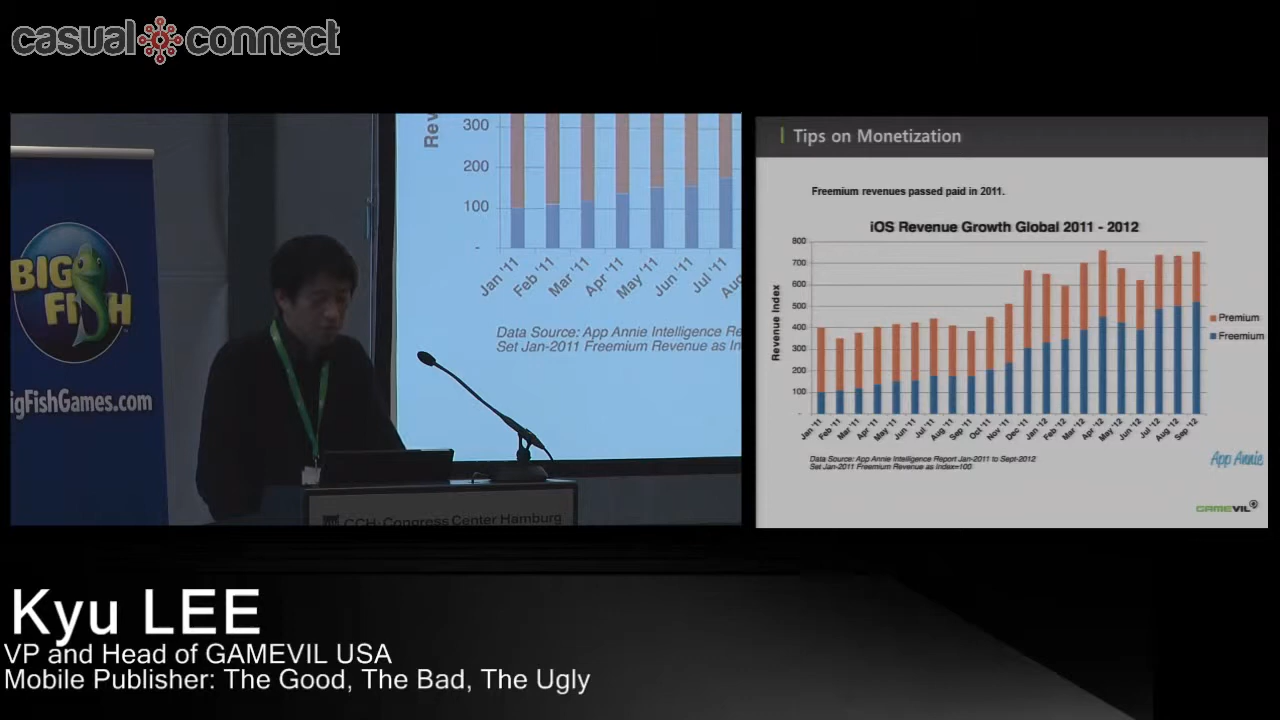 casual connect
BIG
FISH
igFishGames.com
300
200
100
-
Jan '11
Feb '11
Mar '11
Apr '11
May '11
Jun '11
Jul '11
Data Source: App Annie Intelligence Re
Set Jan-2011 Freemium Revenue as In
CCH: Congress Center Hamburg
Tips on Monetization
Freemium revenues passed paid in 2011.
iOS Revenue Growth Global 2011 - 2012
Revenue Index
800
700
600
500
400
300
200
100
-
Jan '11
Feb '11
Mar '11
Apr '11
May '11
Jun '11
Jul '11
Aug '11
Sep '11
Oct '11
Nov '11
Dec '11
Jan '12
Feb '12
Mar '12
Apr '12
May '12
Jun '12
Jul '12
Aug '12
Sep '12
Premium
Freemium
Data Source: App Annie Intelligence Report Jan-2011 to Sept-2012
Set Jan-2011 Freemium Revenue as Index=100
App Annie
GAMEVIL
Kyu LEE
VP and Head of GAMEVIL USA
Mobile Publisher: The Good, The Bad, The Ugly